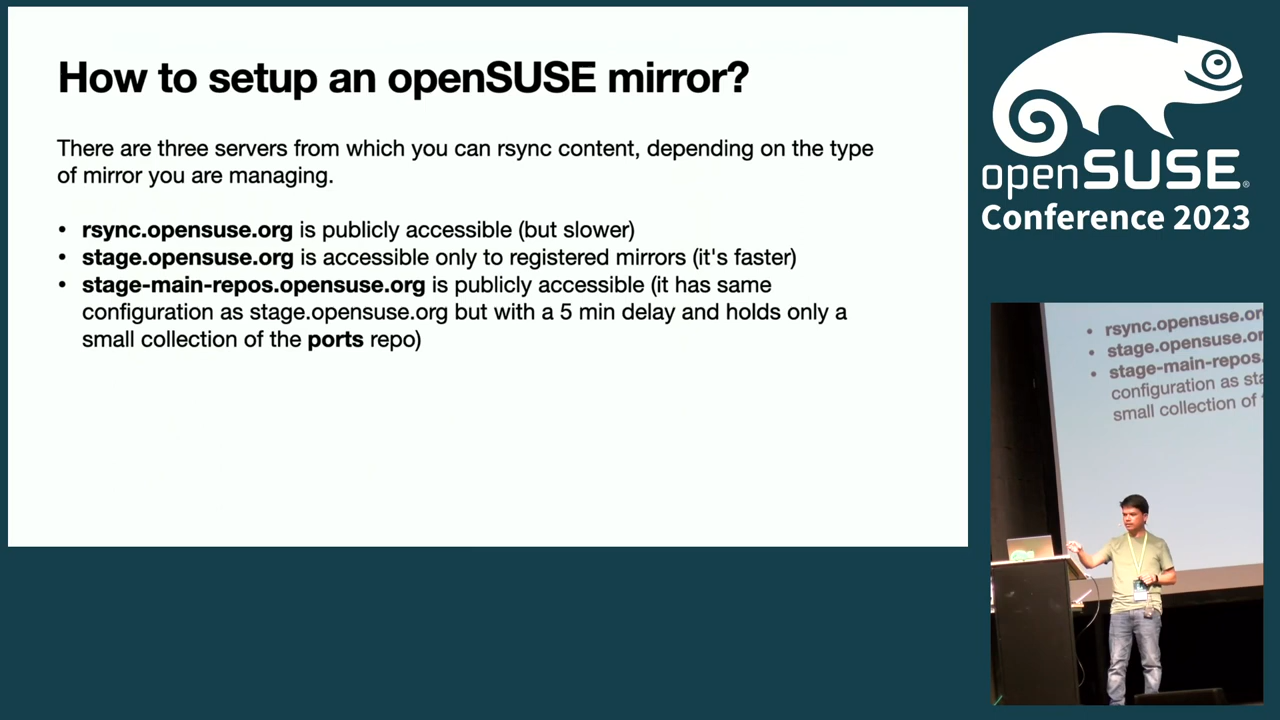 How to setup an openSUSE mirror?
There are three servers from which you can rsync content, depending on the type
of mirror you are managing.
• rsync.opensuse.org is publicly accessible (but slower)
• stage.opensuse.org is accessible only to registered mirrors (it's faster)
• stage-main-repos.opensuse.org is publicly accessible (it has same
configuration as stage.opensuse.org but with a 5 min delay and holds only a
small collection of the ports repo)
openSUSE®
Conference 2023
• rsync.opensuse.or
• stage.opensuse.or
• stage-main-repos.
configuration as sta
small collection of